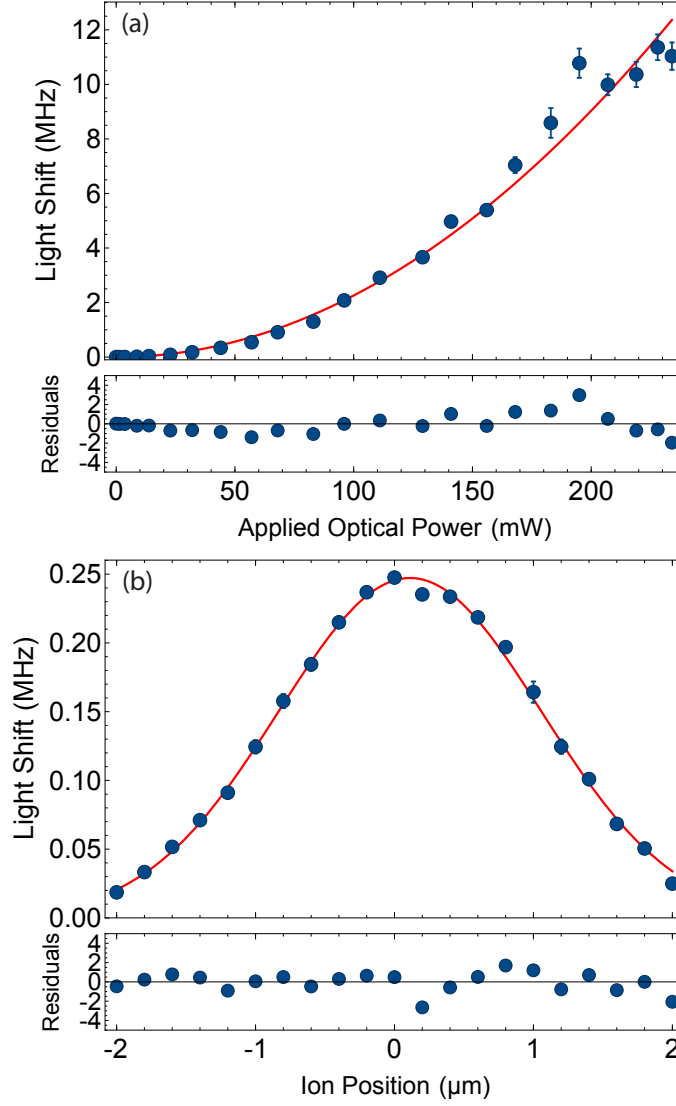 (a)
12
10
8
6
4
2
0
Light Shift (MHz)
4
2
0
-2
-4
Residuals
0 50 100 150 200
Applied Optical Power (mW)
(b)
0.25
0.20
0.15
0.10
0.05
0.00
Light Shift (MHz)
4
2
0
-2
-4
Residuals
-2 -1 0 1 2
Ion Position (μm)